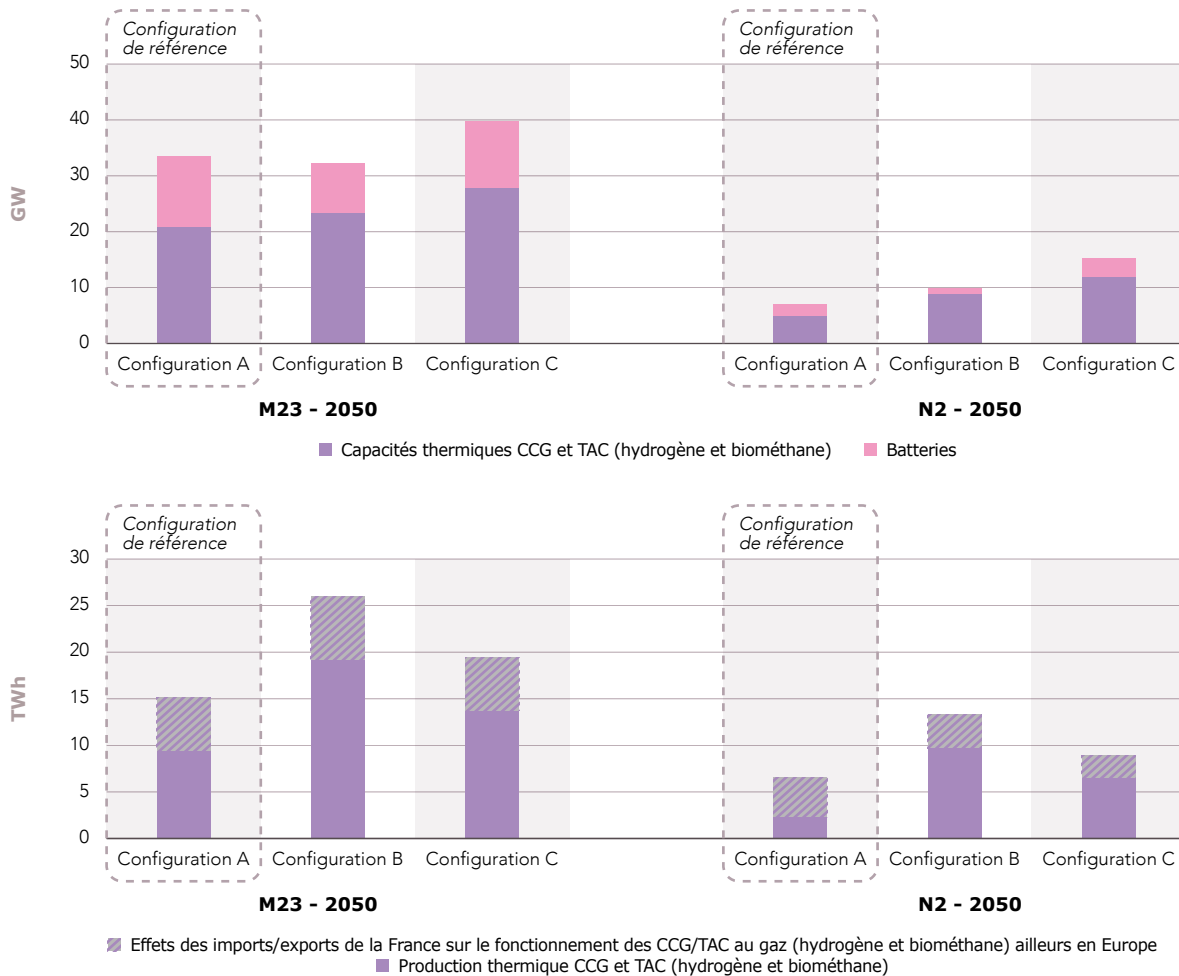 Configuration
de référence
Configuration
de référence
50
40
30
20
10
0
GW
Configuration A
Configuration B
Configuration C
Configuration A
Configuration B
Configuration C
M23 - 2050
N2 - 2050
Capacités thermiques CCG et TAC (hydrogène et biométhane)
Batteries
Configuration
de référence
Configuration
de référence
30
25
20
15
10
5
0
TWh
Configuration A
Configuration B
Configuration C
Configuration A
Configuration B
Configuration C
M23 - 2050
N2 - 2050
Effets des imports/exports de la France sur le fonctionnement des CCG/TAC au gaz (hydrogène et biométhane) ailleurs en Europe
Production thermique CCG et TAC (hydrogène et biométhane)